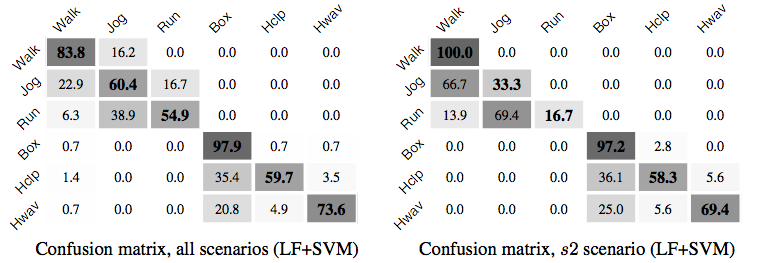 Walk Jog Run Box Hclp Hwav
Walk 83.8 16.2 0.0 0.0 0.0 0.0
Jog 22.9 60.4 16.7 0.0 0.0 0.0
Run 6.3 38.9 54.9 0.0 0.0 0.0
Box 0.7 0.0 0.0 97.9 0.7 0.7
Hclp 1.4 0.0 0.0 35.4 59.7 3.5
Hwav 0.7 0.0 0.0 20.8 4.9 73.6
Confusion matrix, all scenarios (LF+SVM)
Walk Jog Run Box Hclp Hwav
Walk 100.0 0.0 0.0 0.0 0.0 0.0
Jog 66.7 33.3 0.0 0.0 0.0 0.0
Run 13.9 69.4 16.7 0.0 0.0 0.0
Box 0.0 0.0 0.0 97.2 2.8 0.0
Hclp 0.0 0.0 0.0 36.1 58.3 5.6
Hwav 0.0 0.0 0.0 25.0 5.6 69.4
Confusion matrix, s2 scenario (LF+SVM)